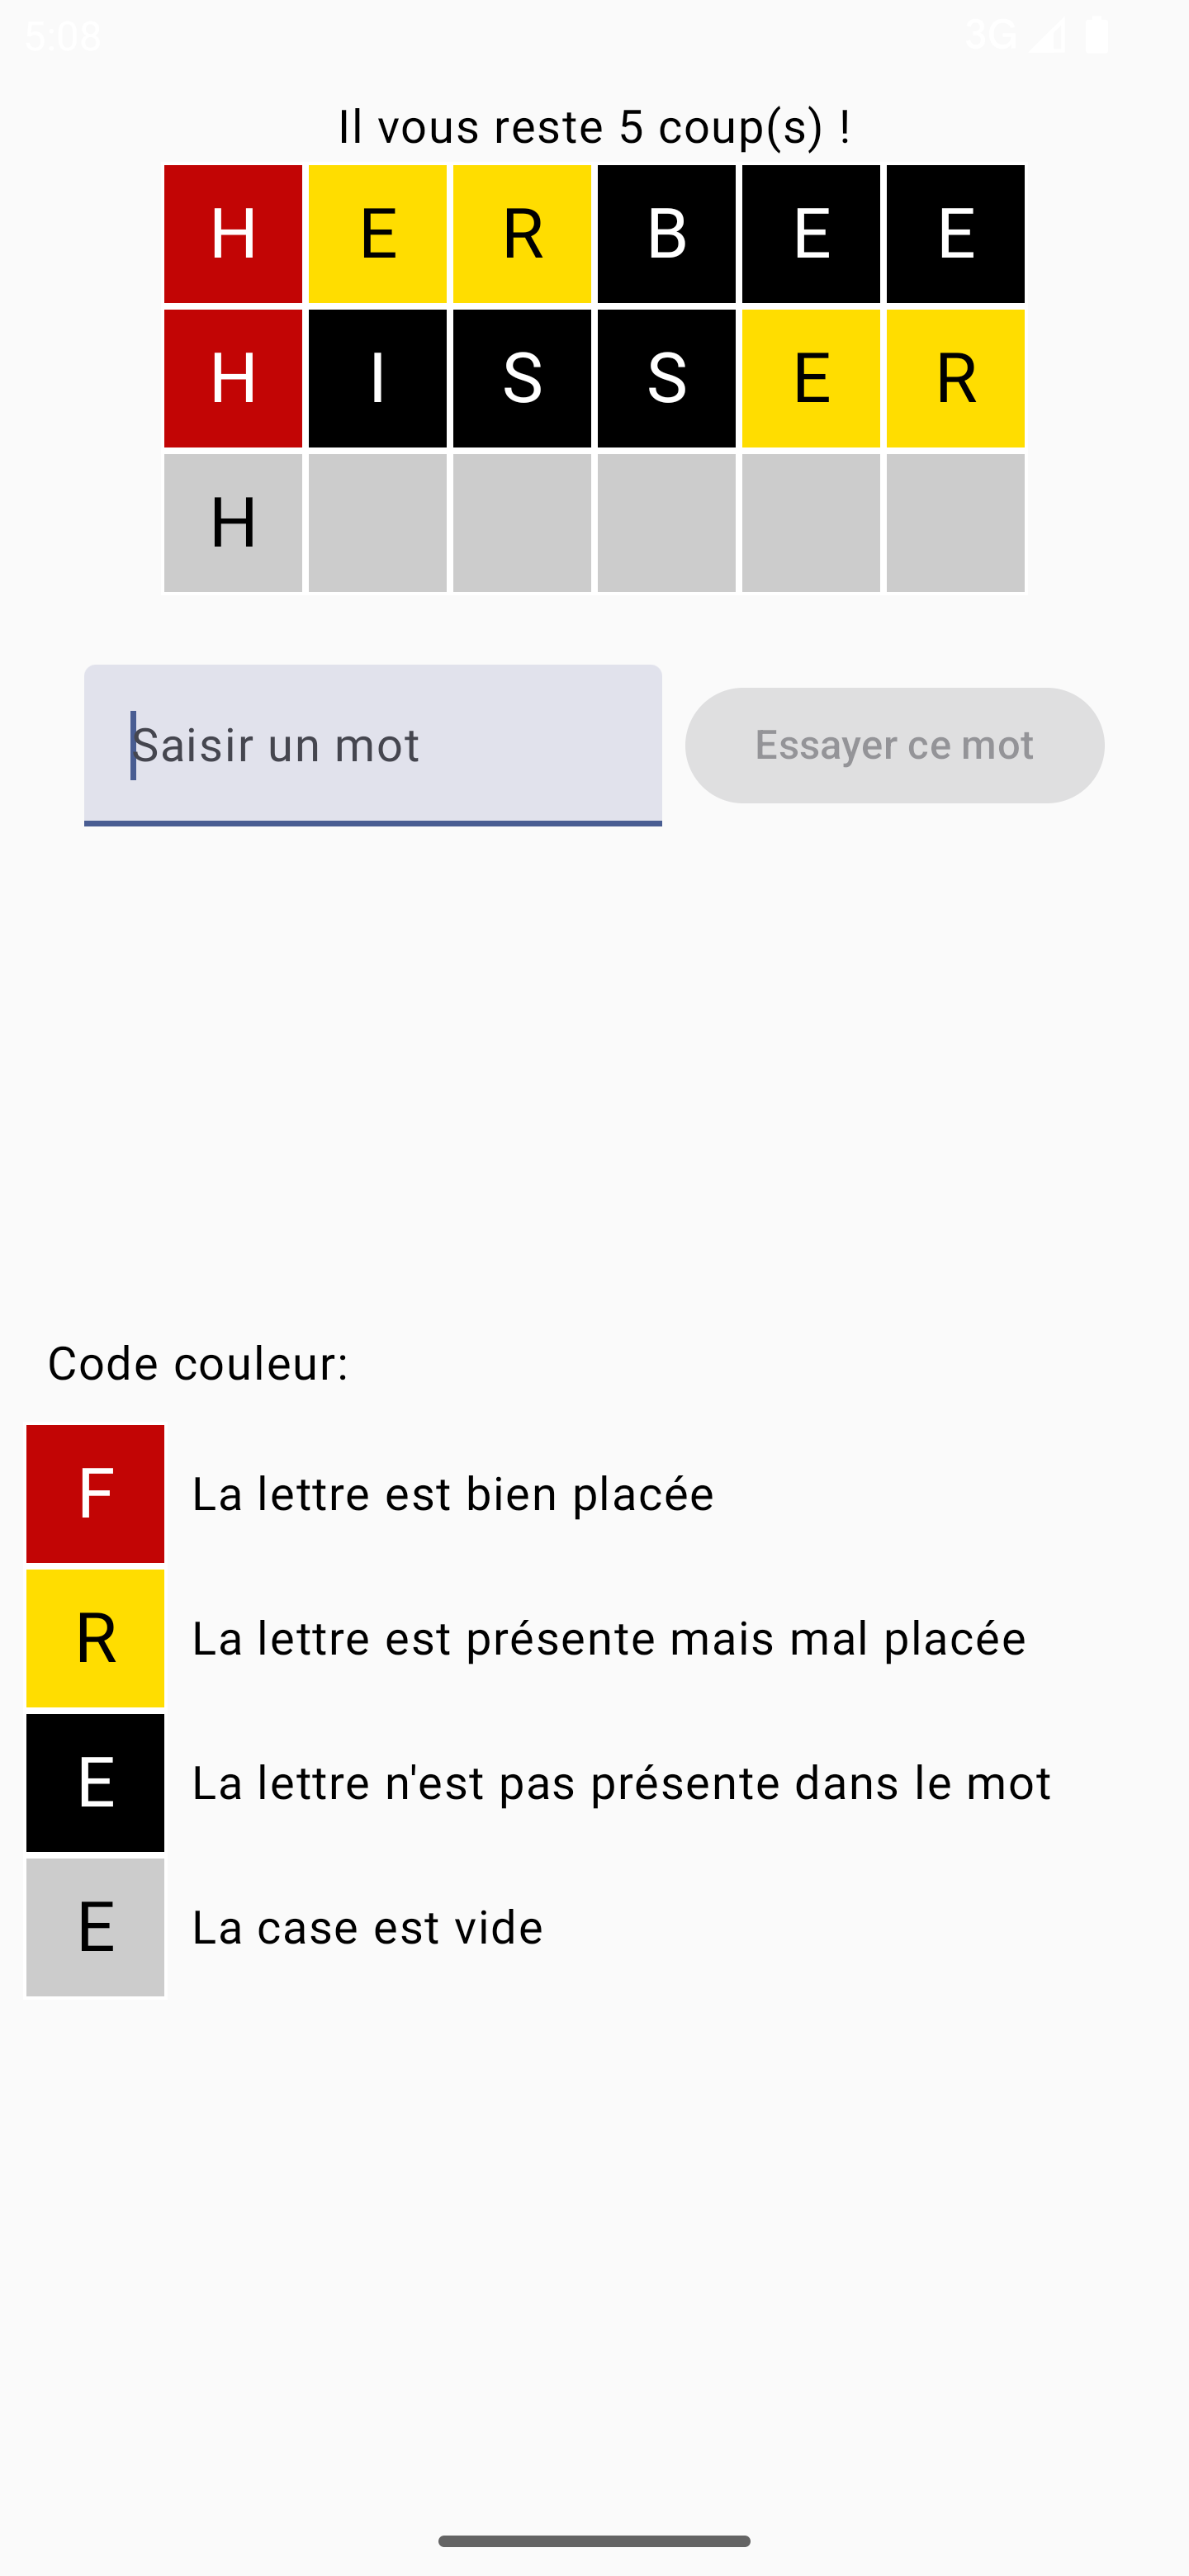 5:08 3G
Il vous reste 5 coup(s) !
H E R B E E
H I S S E R
H
Saisir un mot
Essayer ce mot
Code couleur:
F La lettre est bien placée
R La lettre est présente mais mal placée
E La lettre n'est pas présente dans le mot
E La case est vide